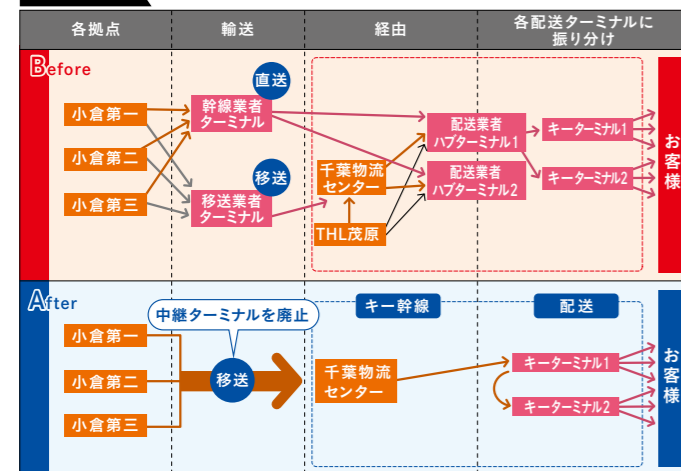 各拠点
輸送
経由
各配送ターミナルに
振り分け
Before
直送
小倉第一
小倉第二
小倉第三
幹線業者
ターミナル
移送
移送業者
ターミナル
千葉物流
センター
THL茂原
配送業者
ハブターミナル1
配送業者
ハブターミナル2
キーターミナル1
キーターミナル2
お客様
After
中継ターミナルを廃止
キー幹線
配送
小倉第一
小倉第二
小倉第三
移送
千葉物流
センター
キーターミナル1
キーターミナル2
お客様